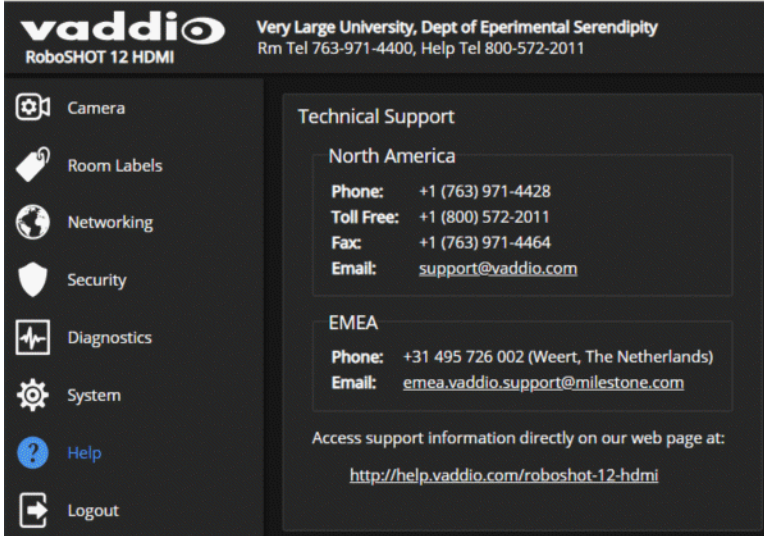 vaddio
RoboSHOT 12 HDMI
Very Large University, Dept of Eperimental Serendipity
Rm Tel 763-971-4400, Help Tel 800-572-2011
Camera
Room Labels
Networking
Security
Diagnostics
System
? Help
Logout
Technical Support
North America
Phone: +1 (763) 971-4428
Toll Free: +1 (800) 572-2011
Fax: +1 (763) 971-4464
Email: support@vaddio.com
EMEA
Phone: +31 495 726 002 (Weert, The Netherlands)
Email: emea.vaddio.support@milestone.com
Access support information directly on our web page at:
http://help.vaddio.com/roboshot-12-hdmi